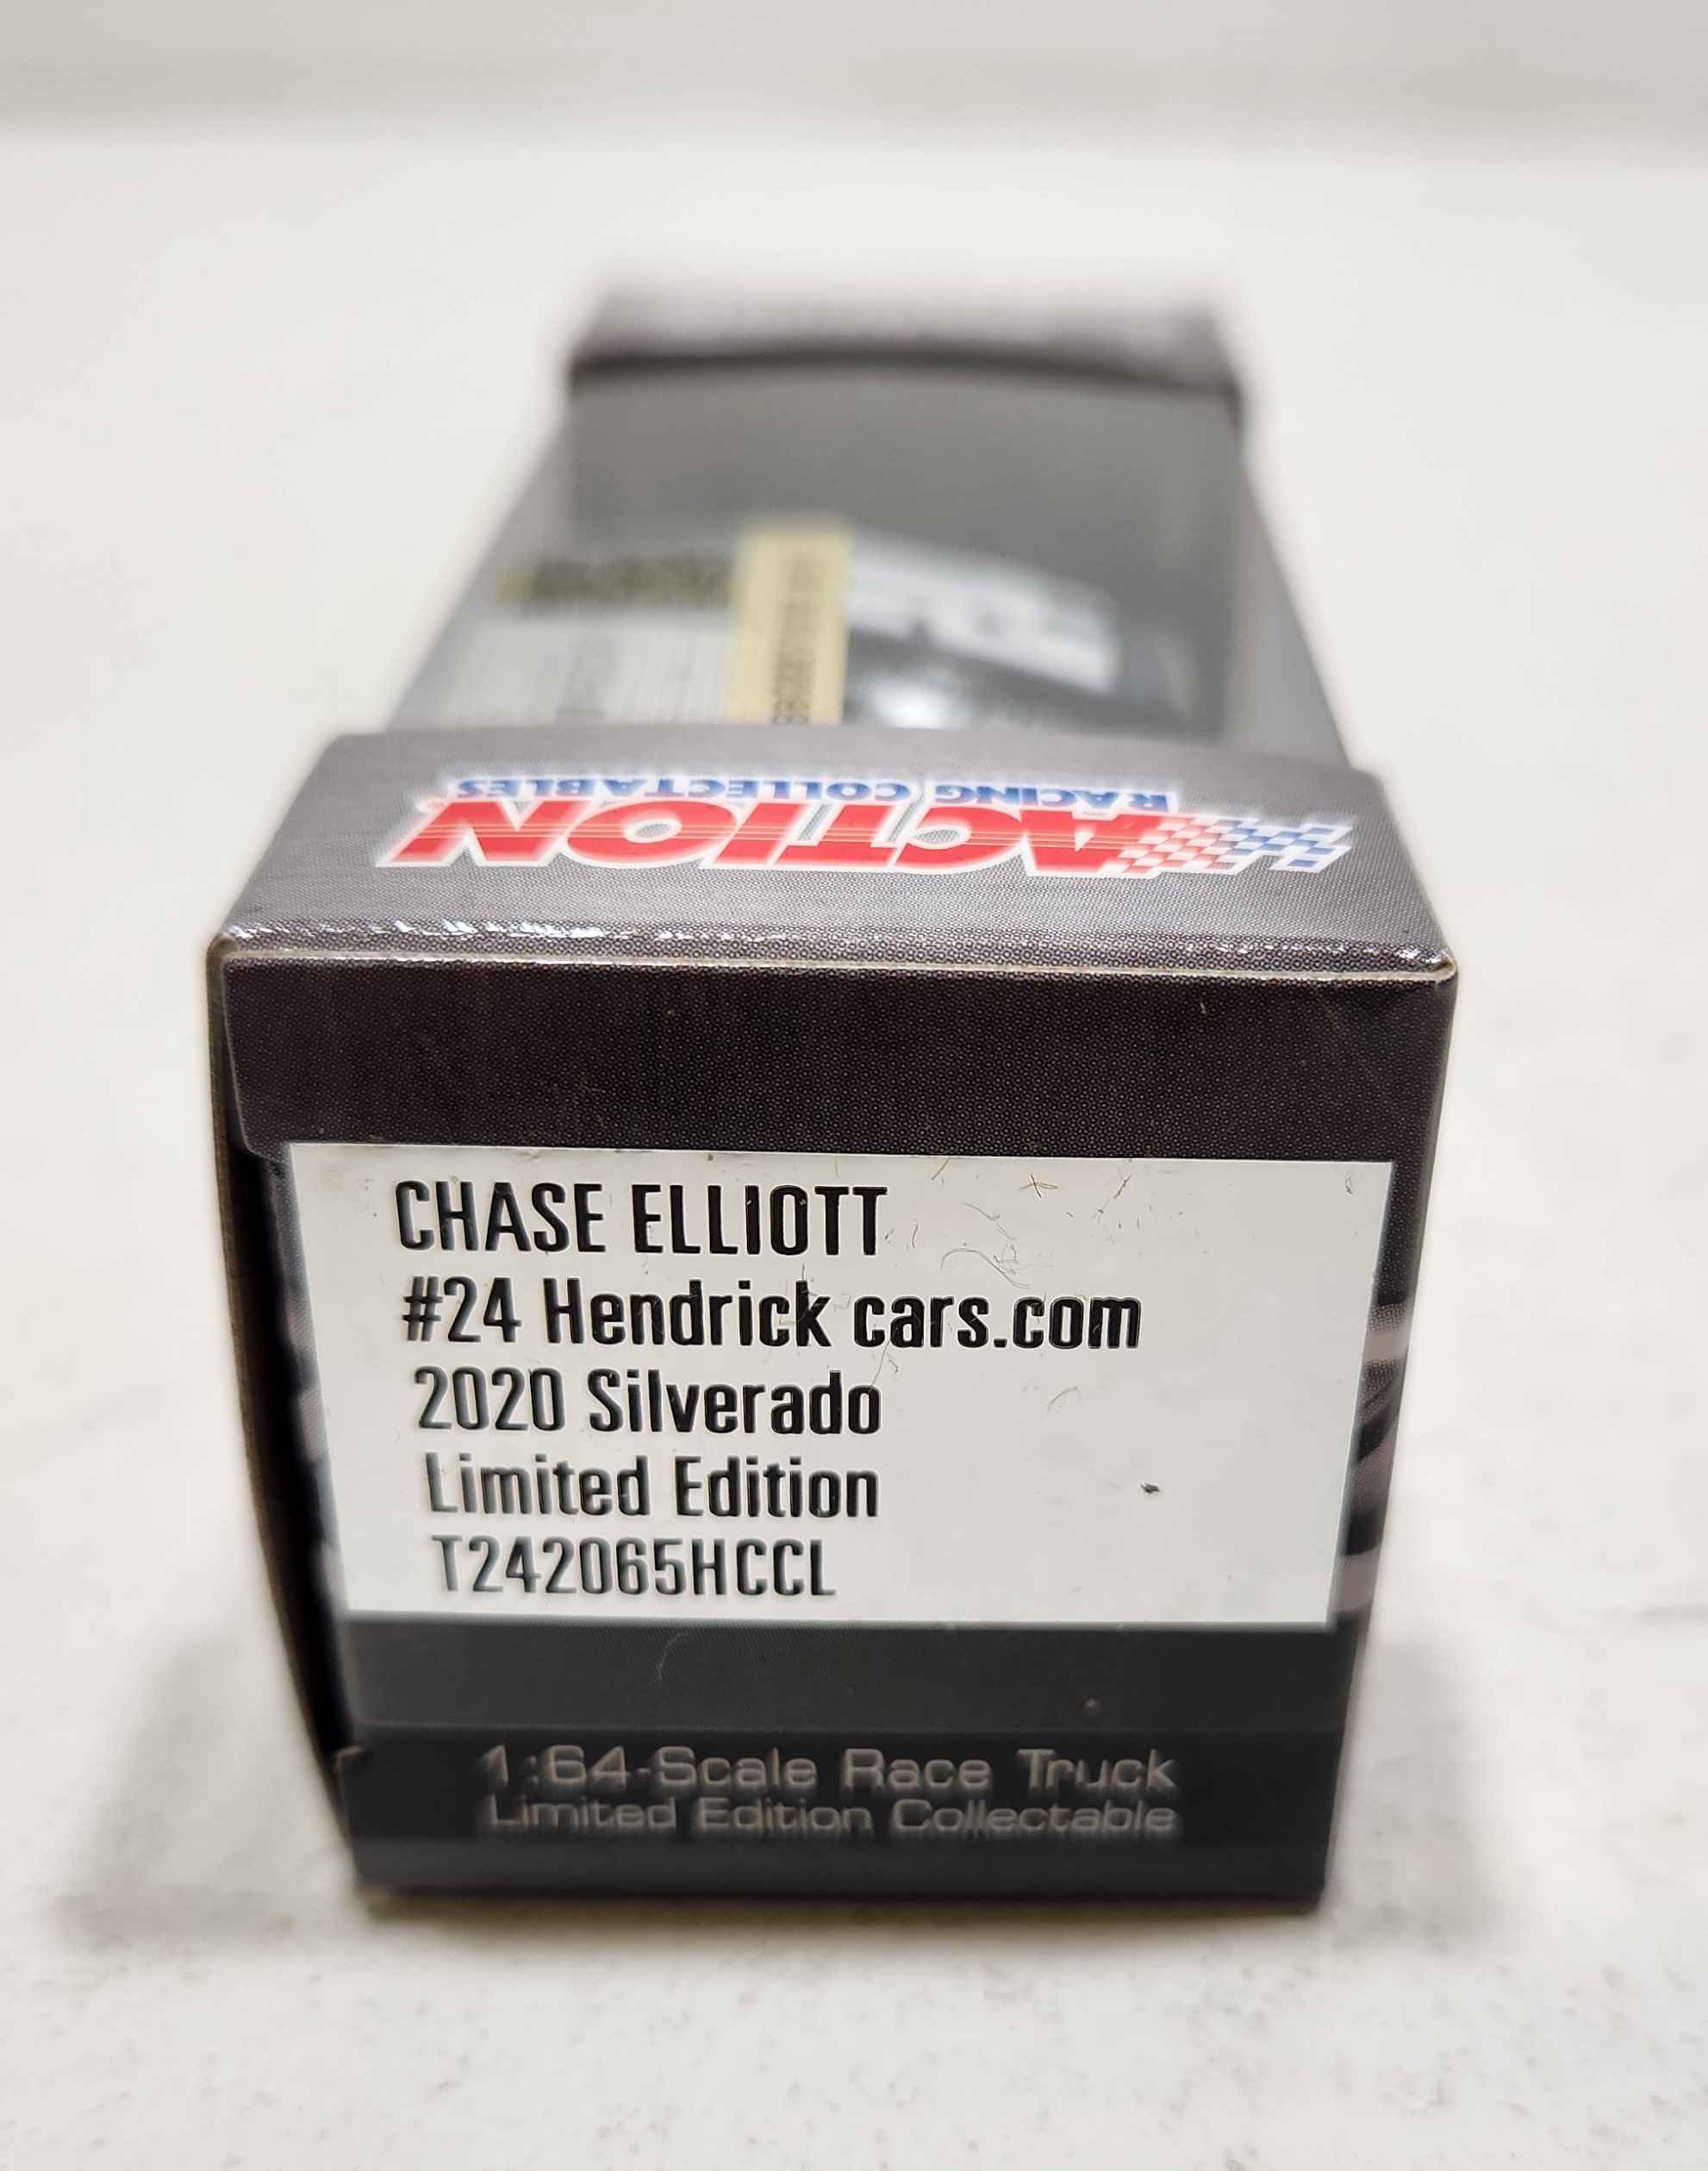 ACTION
RACING COLLECTABLES
CHASE ELLIOTT
#24 Hendrick cars.com
2020 Silverado
Limited Edition
T242065HCCL
1:64-Scale Race Truck
Limited Edition Collectable